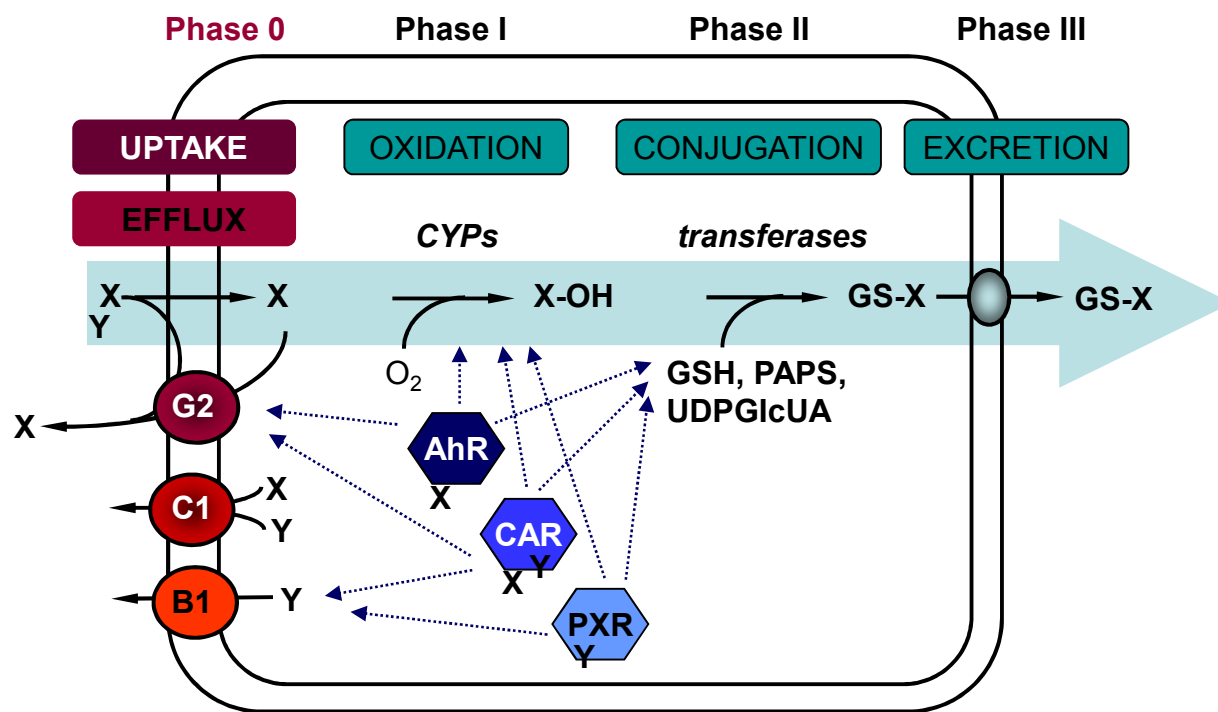 Phase 0
Phase I
Phase II
Phase III
UPTAKE
OXIDATION
CONJUGATION
EXCRETION
EFFLUX
CYPs
transferases
X
Y
X
X-OH
GS-X
GS-X
O₂
GSH, PAPS,
UDPGlcUA
G2
X
AhR
X
C1
X
Y
CAR
X
Y
B1
Y
PXR
Y